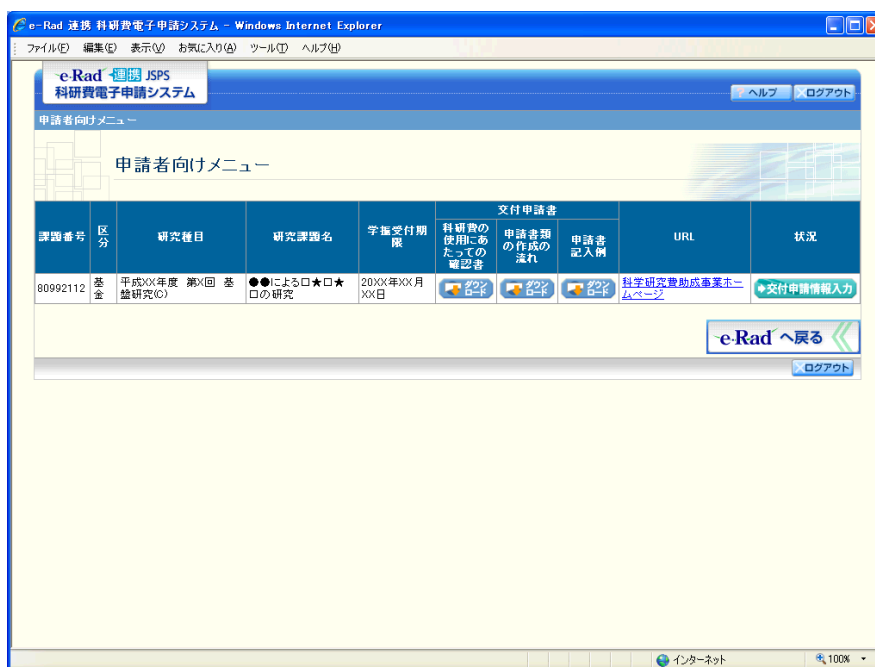 e-Rad 連携 科研費電子申請システム - Windows Internet Explorer
ファイル(F) 編集(E) 表示(V) お気に入り(A) ツール(T) ヘルプ(H)
e-Rad 連携 JSPS
科研費電子申請システム
? ヘルプ ログアウト
申請者向けメニュー
申請者向けメニュー
交付申請書
課題番号 区分 研究種目 研究課題名 学振受付期限 科研費の使用にあたっての確認書 申請書類の作成の流れ 申請書記入例 URL 状況
80992112 基金 平成XX年度 第X回 基盤研究(C) ●●による□★□★□の研究 20XX年XX月XX日 ダウンロード ダウンロード ダウンロード 科学研究費助成事業ホームページ 交付申請情報入力
e-Rad へ戻る
ログアウト
インターネット 100%